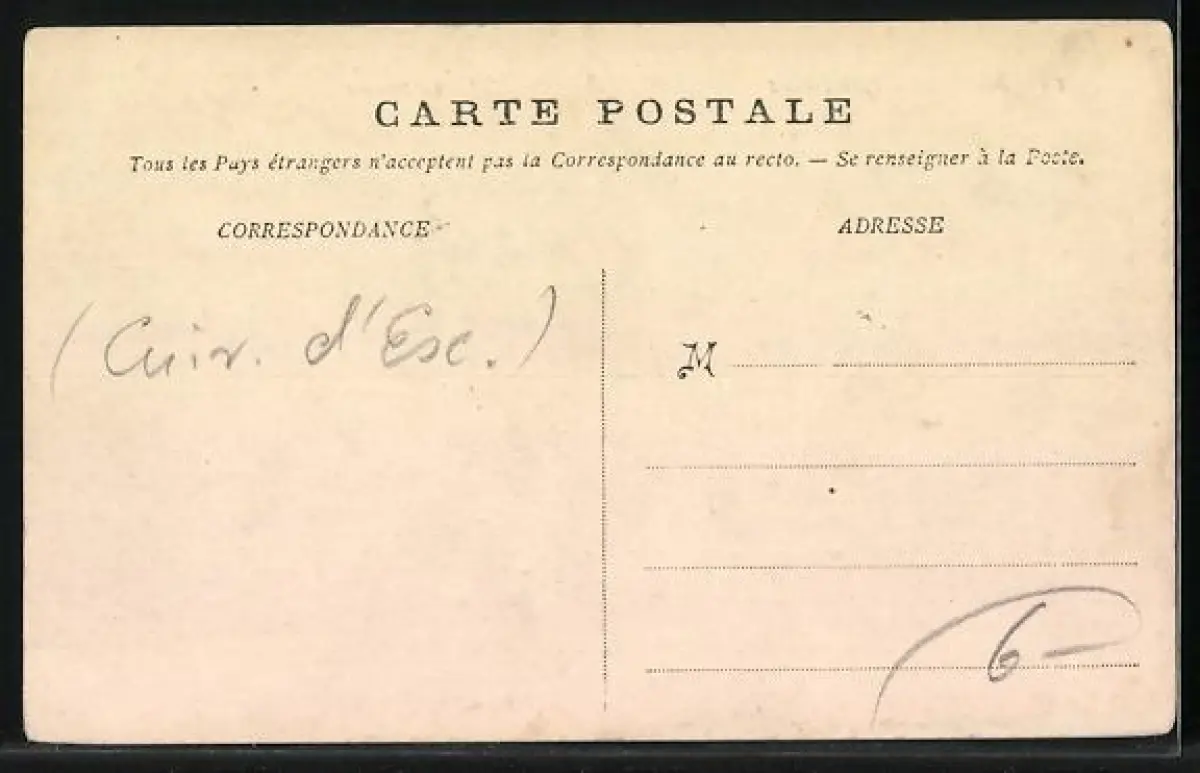 CARTE POSTALE
Tous les Pays étrangers n'acceptent pas la Correspondance au recto. — Se renseigner à la Poste.
CORRESPONDANCE
ADRESSE
(Cuir. d'Esc.)
M
6-